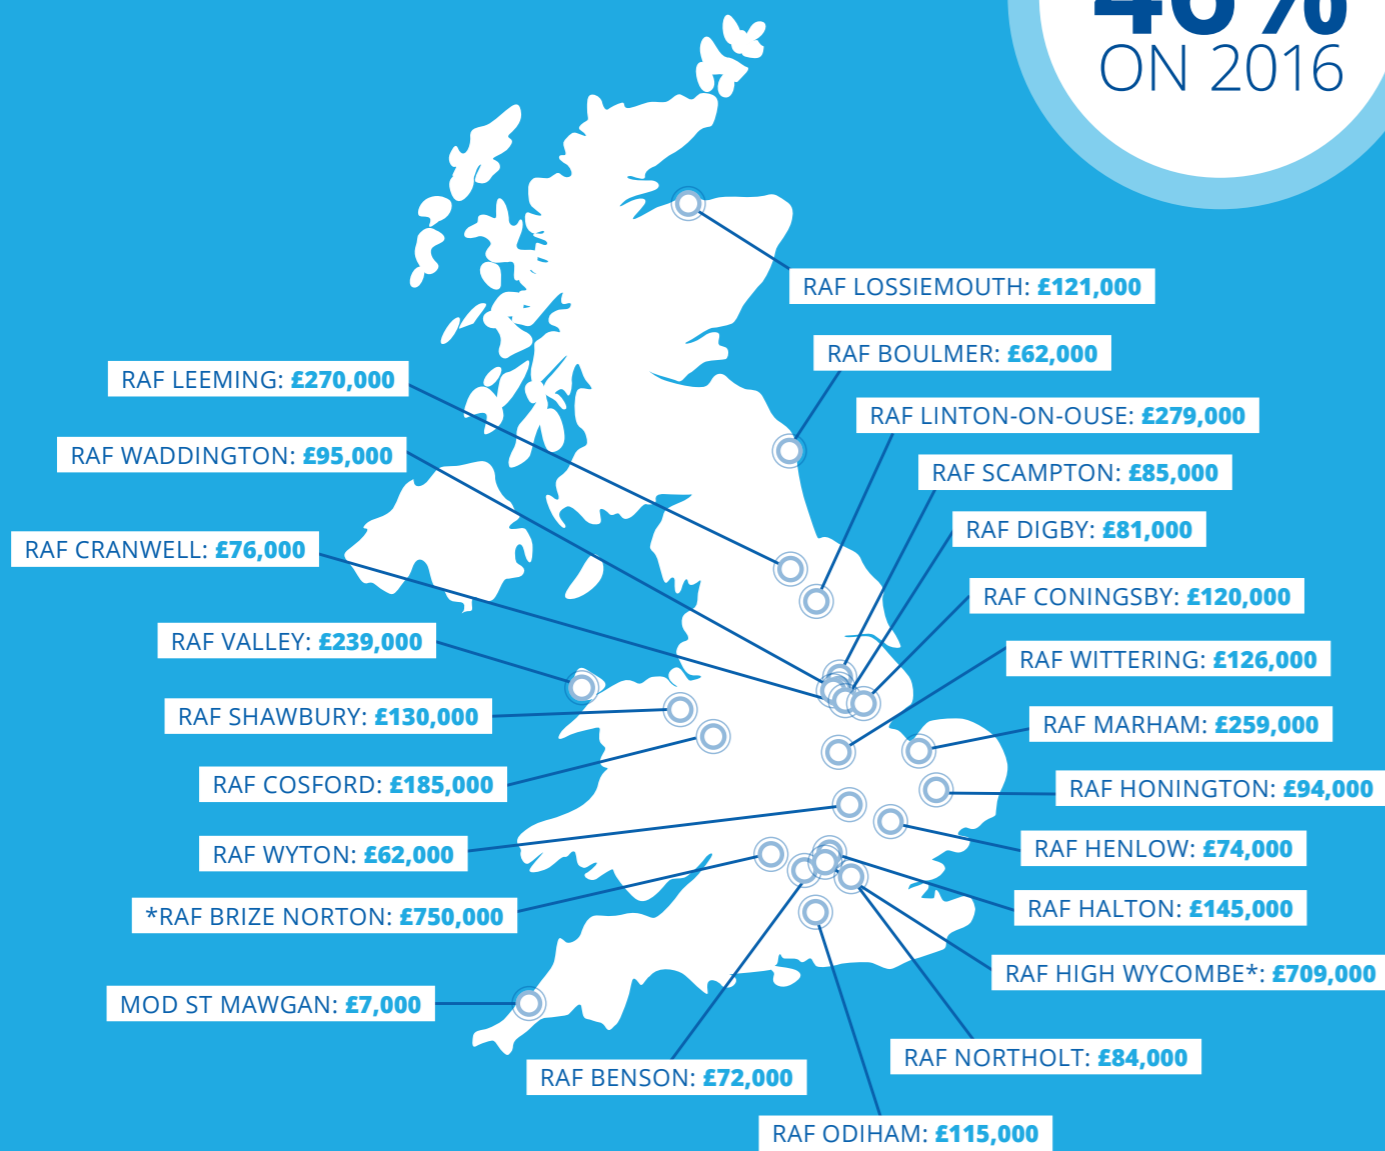 ON 2016
RAF LOSSIEMOUTH: £121,000
RAF BOULMER: £62,000
RAF LEEMING: £270,000
RAF LINTON-ON-OUSE: £279,000
RAF WADDINGTON: £95,000
RAF SCAMPTON: £85,000
RAF DIGBY: £81,000
RAF CRANWELL: £76,000
RAF CONINGSBY: £120,000
RAF VALLEY: £239,000
RAF WITTERING: £126,000
RAF SHAWBURY: £130,000
RAF MARHAM: £259,000
RAF COSFORD: £185,000
RAF HONINGTON: £94,000
RAF WYTON: £62,000
RAF HENLOW: £74,000
*RAF BRIZE NORTON: £750,000
RAF HALTON: £145,000
RAF HIGH WYCOMBE*: £709,000
MOD ST MAWGAN: £7,000
RAF NORTHOLT: £84,000
RAF BENSON: £72,000
RAF ODIHAM: £115,000